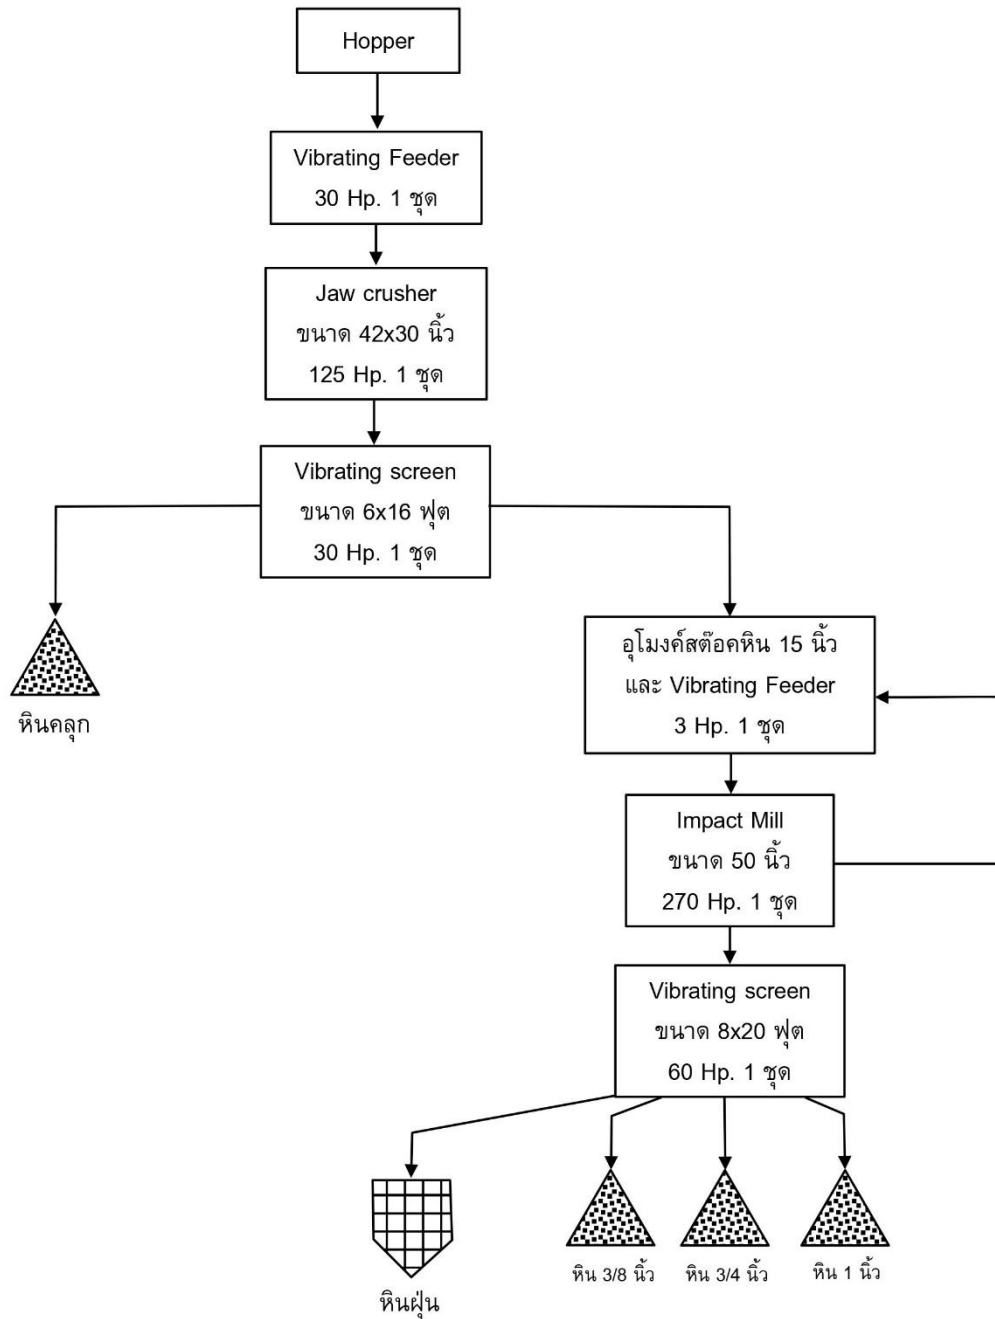 Hopper
Vibrating Feeder
30 Hp. 1 ชุด
Jaw crusher
ขนาด 42x30 นิ้ว
125 Hp. 1 ชุด
Vibrating screen
ขนาด 6x16 ฟุต
30 Hp. 1 ชุด
หินคลุก
อุโมงค์สต๊อคหิน 15 นิ้ว
และ Vibrating Feeder
3 Hp. 1 ชุด
Impact Mill
ขนาด 50 นิ้ว
270 Hp. 1 ชุด
Vibrating screen
ขนาด 8x20 ฟุต
60 Hp. 1 ชุด
หินฝุ่น
หิน 3/8 นิ้ว
หิน 3/4 นิ้ว
หิน 1 นิ้ว